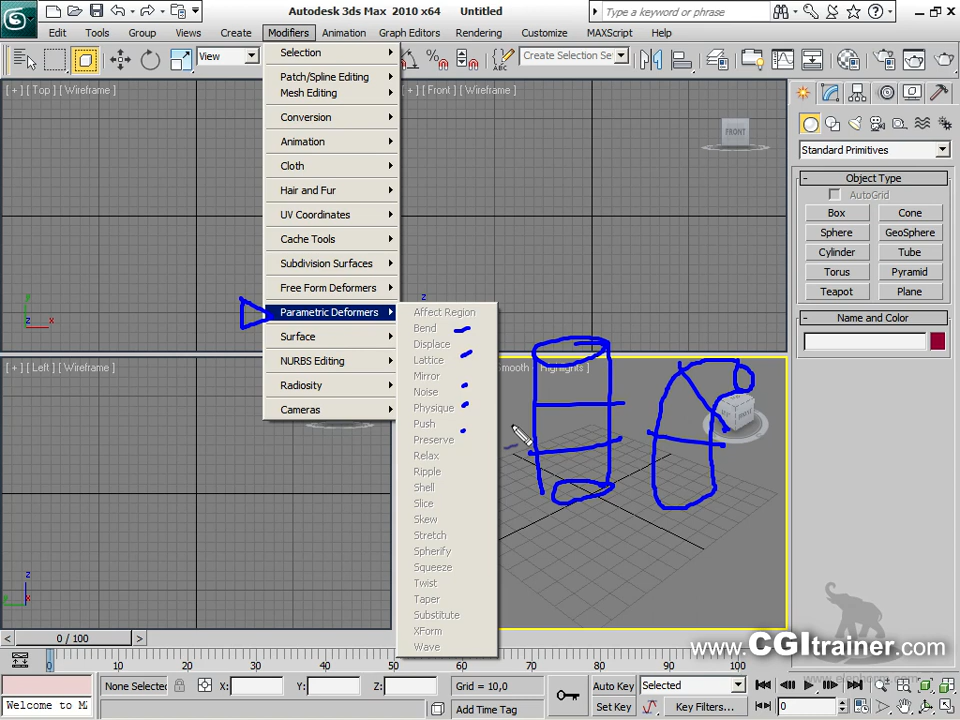 Autodesk 3ds Max 2010 x64 Untitled
Type a keyword or phrase
Edit Tools Group Views Create Modifiers Animation Graph Editors Rendering Customize MAXScript Help
View
Create Selection Se
Selection
Patch/Spline Editing
Mesh Editing
Conversion
Animation
Cloth
Hair and Fur
UV Coordinates
Cache Tools
Subdivision Surfaces
Free Form Deformers
Parametric Deformers
Surface
NURBS Editing
Radiosity
Cameras
Affect Region
Bend
Displace
Lattice
Mirror
Noise
Physique
Push
Preserve
Relax
Ripple
Shell
Slice
Skew
Stretch
Spherify
Squeeze
Twist
Taper
Substitute
XForm
Wave
[ + ] [ Top ] [ Wireframe ]
[ + ] [ Front ] [ Wireframe ]
FRONT
z
z x
y
[ + ] [ Left ] [ Wireframe ]
mooth + Highlights ]
z
y x
Standard Primitives
- Object Type
AutoGrid
Box Cone
Sphere GeoSphere
Cylinder Tube
Torus Pyramid
Teapot Plane
- Name and Color
www.CGItrainer.com
< 0 / 100 >
0 10 20 30 40 50 60 70 80 90 100
None Selected X: Y: Z: Grid = 10,0 Auto Key Selected
Welcome to MA Add Time Tag Set Key Key Filters... 0